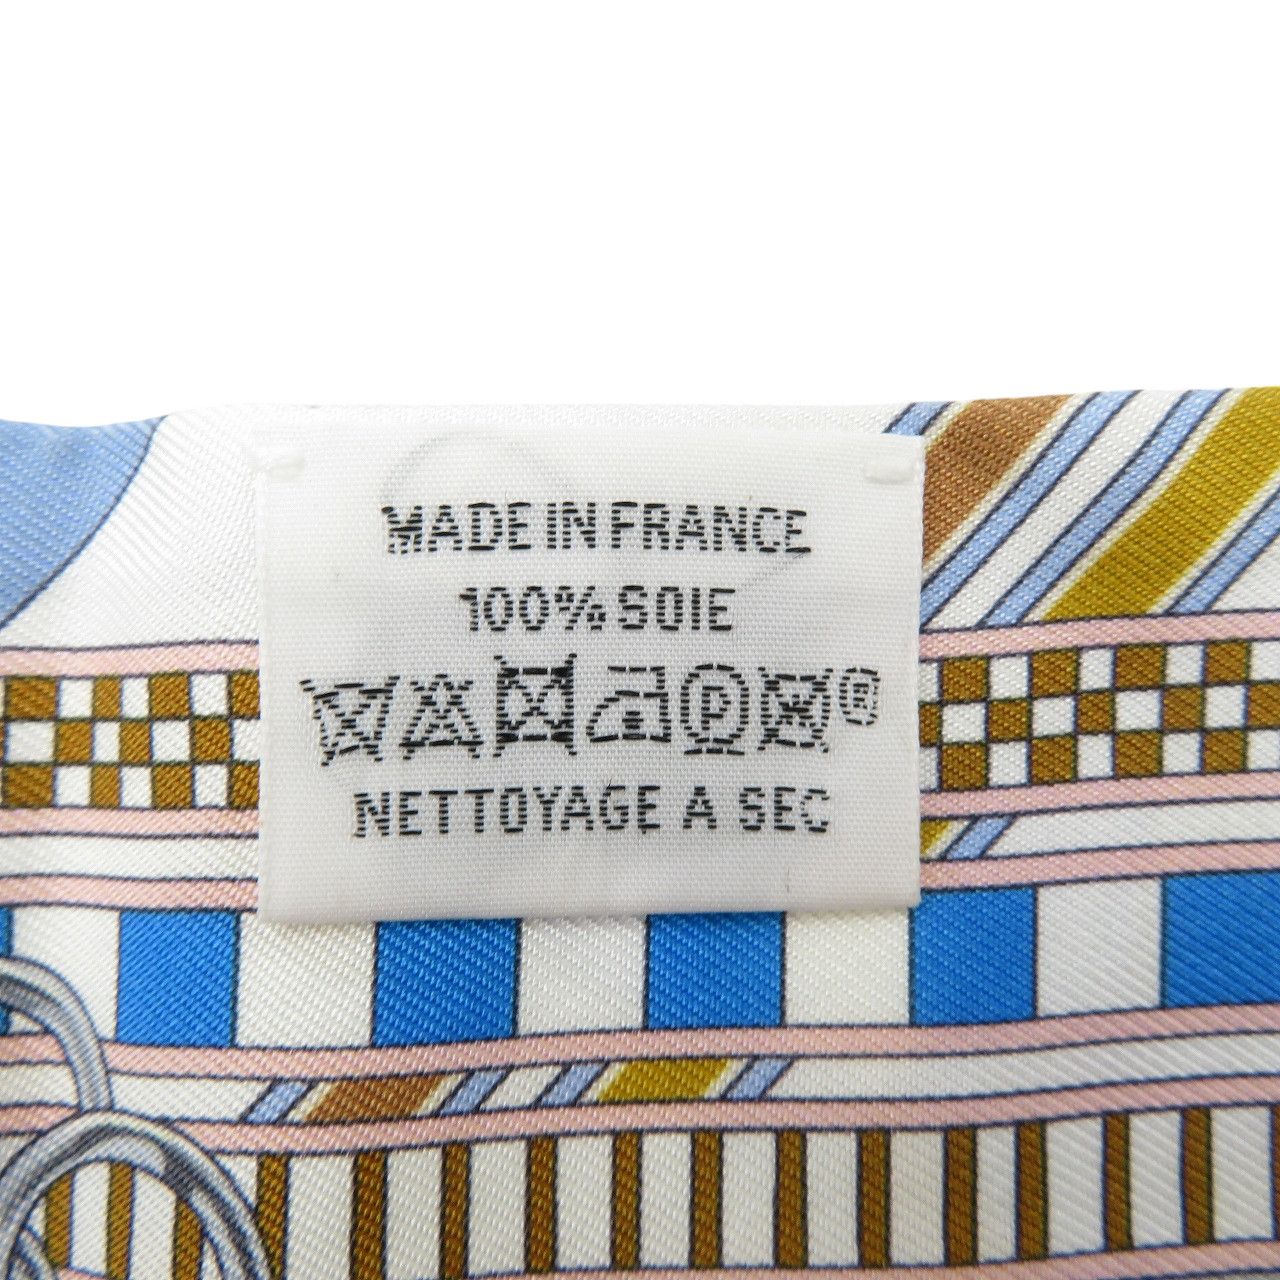 MADE IN FRANCE
100% SOIE
P ®
NETTOYAGE A SEC